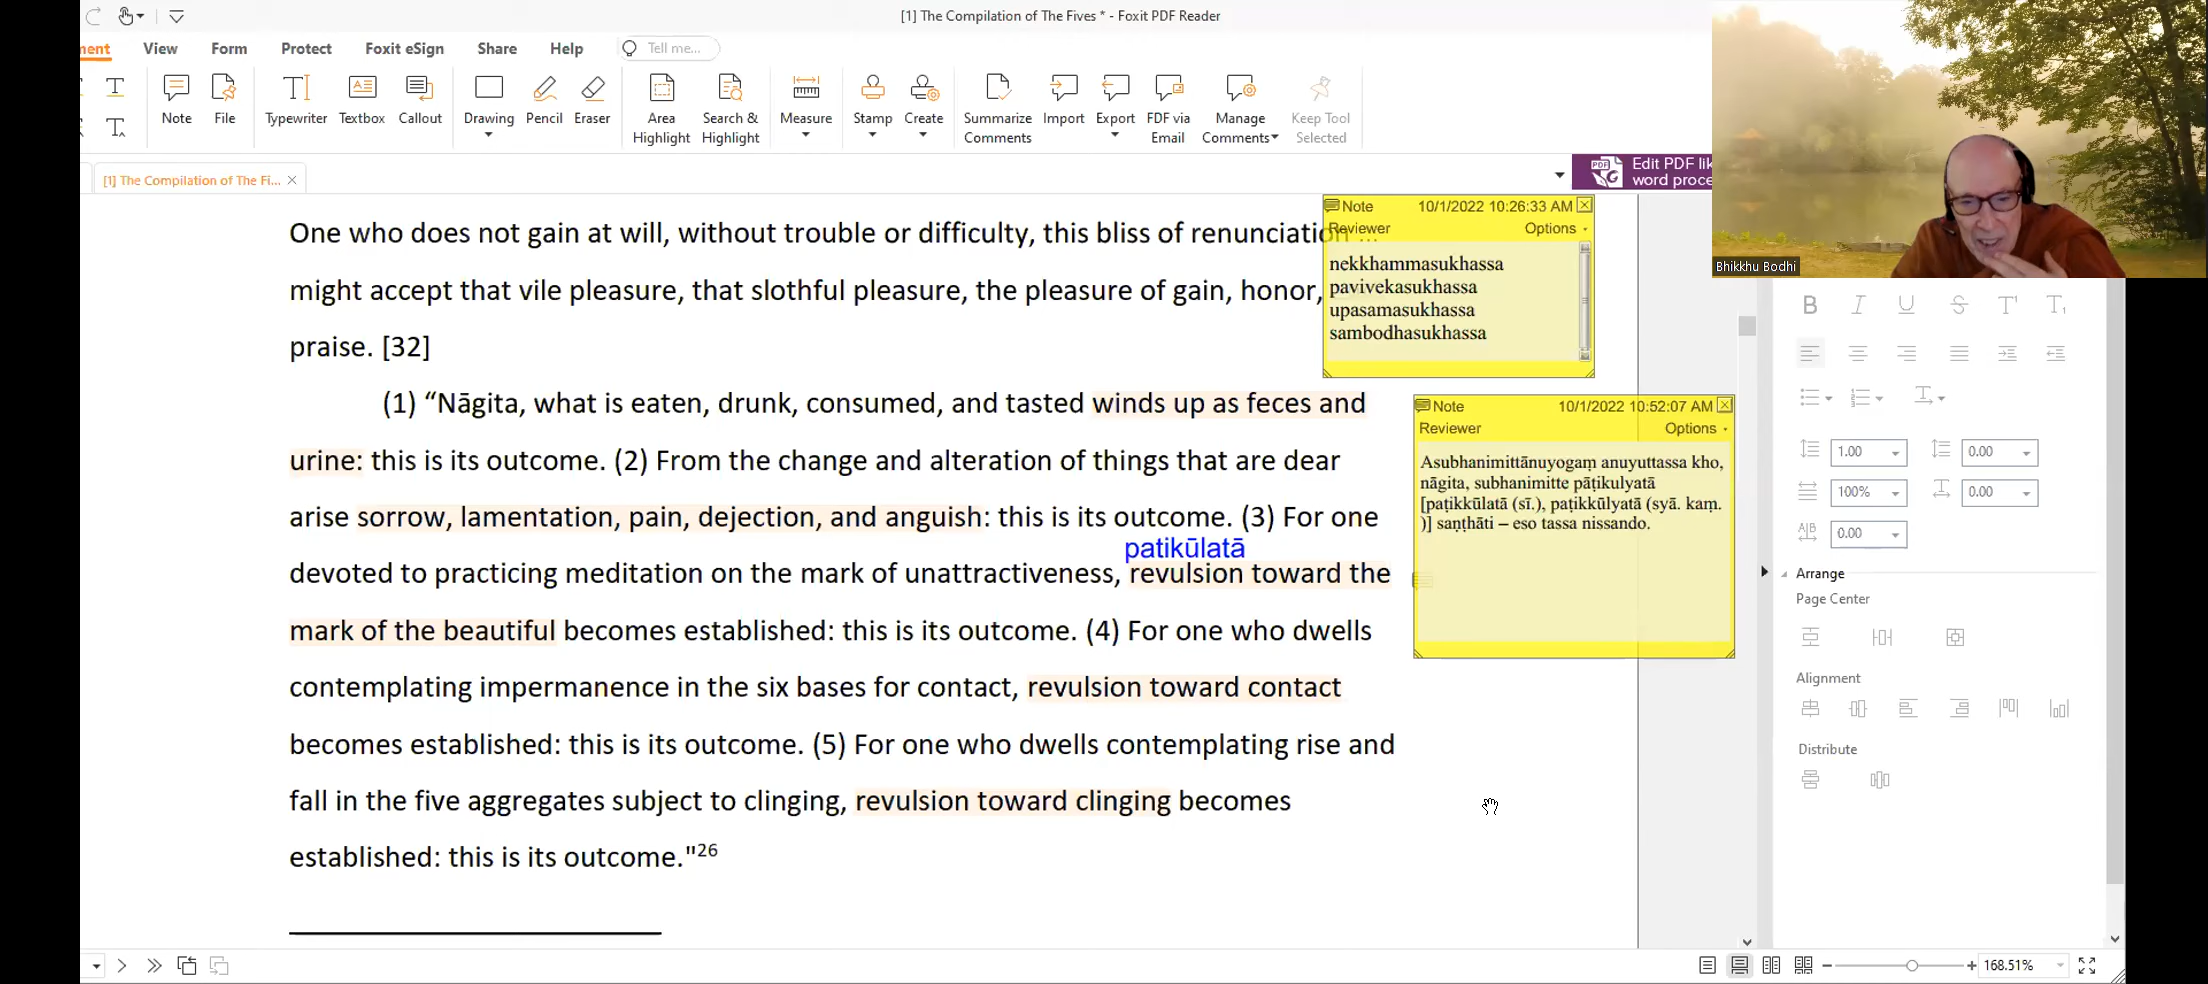 [1] The Compilation of The Fives * - Foxit PDF Reader
ment View Form Protect Foxit eSign Share Help Tell me...
Note File Typewriter Textbox Callout Drawing Pencil Eraser Area Highlight Search & Highlight Measure Stamp Create Summarize Comments Import Export FDF via Email Manage Comments Keep Tool Selected
[1] The Compilation of The Fi...
PDF
Edit PDF lik
word proce
Bhikkhu Bodhi
One who does not gain at will, without trouble or difficulty, this bliss of renunciation ...
might accept that vile pleasure, that slothful pleasure, the pleasure of gain, honor,
praise. [32]
(1) “Nāgita, what is eaten, drunk, consumed, and tasted winds up as feces and
urine: this is its outcome. (2) From the change and alteration of things that are dear
arise sorrow, lamentation, pain, dejection, and anguish: this is its outcome. (3) For one
patikūlatā
devoted to practicing meditation on the mark of unattractiveness, revulsion toward the
mark of the beautiful becomes established: this is its outcome. (4) For one who dwells
contemplating impermanence in the six bases for contact, revulsion toward contact
becomes established: this is its outcome. (5) For one who dwells contemplating rise and
fall in the five aggregates subject to clinging, revulsion toward clinging becomes
established: this is its outcome."26
Note 10/1/2022 10:26:33 AM
Reviewer Options
nekkhammasukhassa
pavivekasukhassa
upasamasukhassa
sambodhasukhassa
Note 10/1/2022 10:52:07 AM
Reviewer Options
Asubhanimittānuyogaṃ anuyuttassa kho,
nāgita, subhanimitte pāṭikulyatā
[paṭikkūlatā (sī.), paṭikkūlyatā (syā. kaṃ.
)] saṇṭhāti – eso tassa nissando.
B I U S T' T,
1.00 0.00
100% 0.00
A|B 0.00
Arrange
Page Center
Alignment
Distribute
168.51%